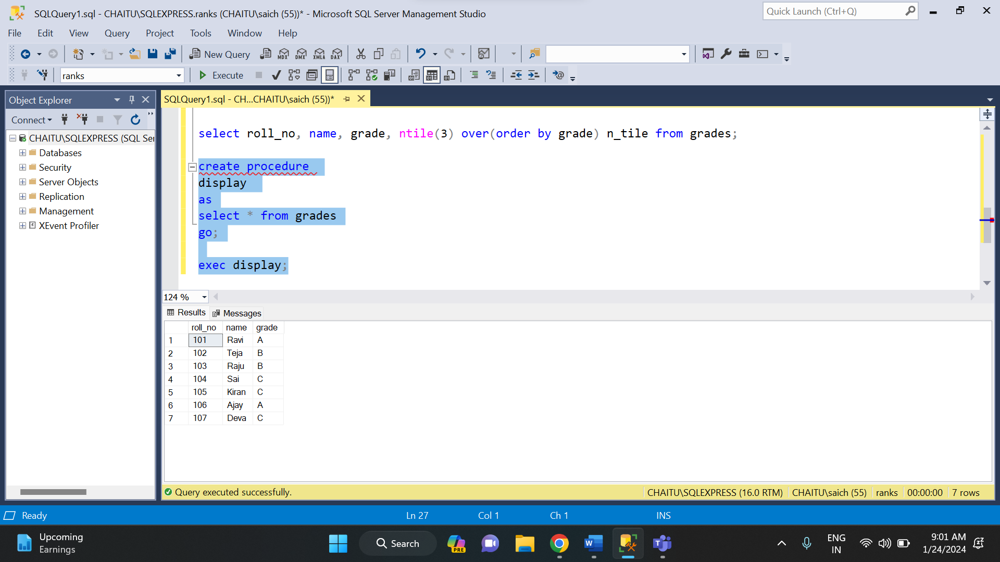 SQLQuery1.sql - CHAITU\SQLEXPRESS.ranks (CHAITU\saich (55))* - Microsoft SQL Server Management Studio
Quick Launch (Ctrl+Q)
File Edit View Query Project Tools Window Help
New Query MDX DMX XMLA DAX
ranks Execute
Object Explorer
SQLQuery1.sql - CH...CHAITU\saich (55))*
Connect
CHAITU\SQLEXPRESS (SQL Ser
Databases
Security
Server Objects
Replication
Management
XEvent Profiler
select roll_no, name, grade, ntile(3) over(order by grade) n_tile from grades;
create procedure
display
as
select * from grades
go;
exec display;
124 %
Results Messages
roll_no name grade
1 101 Ravi A
2 102 Teja B
3 103 Raju B
4 104 Sai C
5 105 Kiran C
6 106 Ajay A
7 107 Deva C
Query executed successfully. CHAITU\SQLEXPRESS (16.0 RTM) CHAITU\saich (55) ranks 00:00:00 7 rows
Ready Ln 27 Col 1 Ch 1 INS
Upcoming
Earnings
Search
PRE
W
T
ENG
IN
9:01 AM
1/24/2024